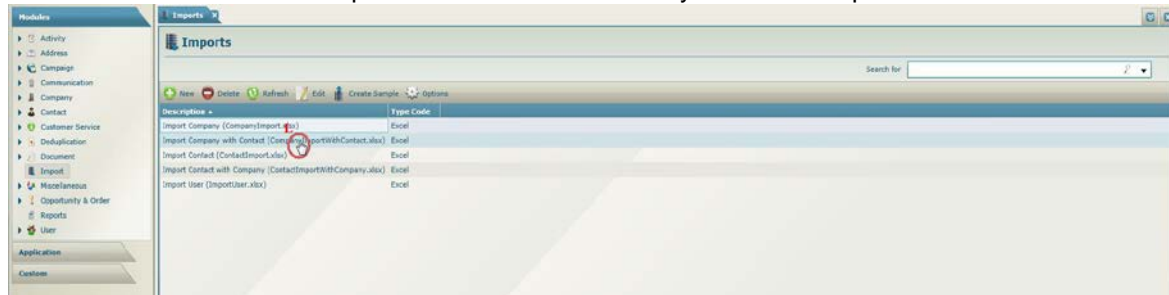 Modules
Activity
Address
Campaign
Communication
Company
Contact
Customer Service
Deduplication
Document
Import
Miscellaneous
Opportunity & Order
Reports
User
Application
Custom
Imports
Imports
Search for
New Delete Refresh Edit Create Sample Options
Description Type Code
Import Company (CompanyImport.xlsx) Excel
Import Company with Contact (CompanyImportWithContact.xlsx) Excel
Import Contact (ContactImport.xlsx) Excel
Import Contact with Company (ContactImportWithCompany.xlsx) Excel
Import User (ImportUser.xlsx) Excel